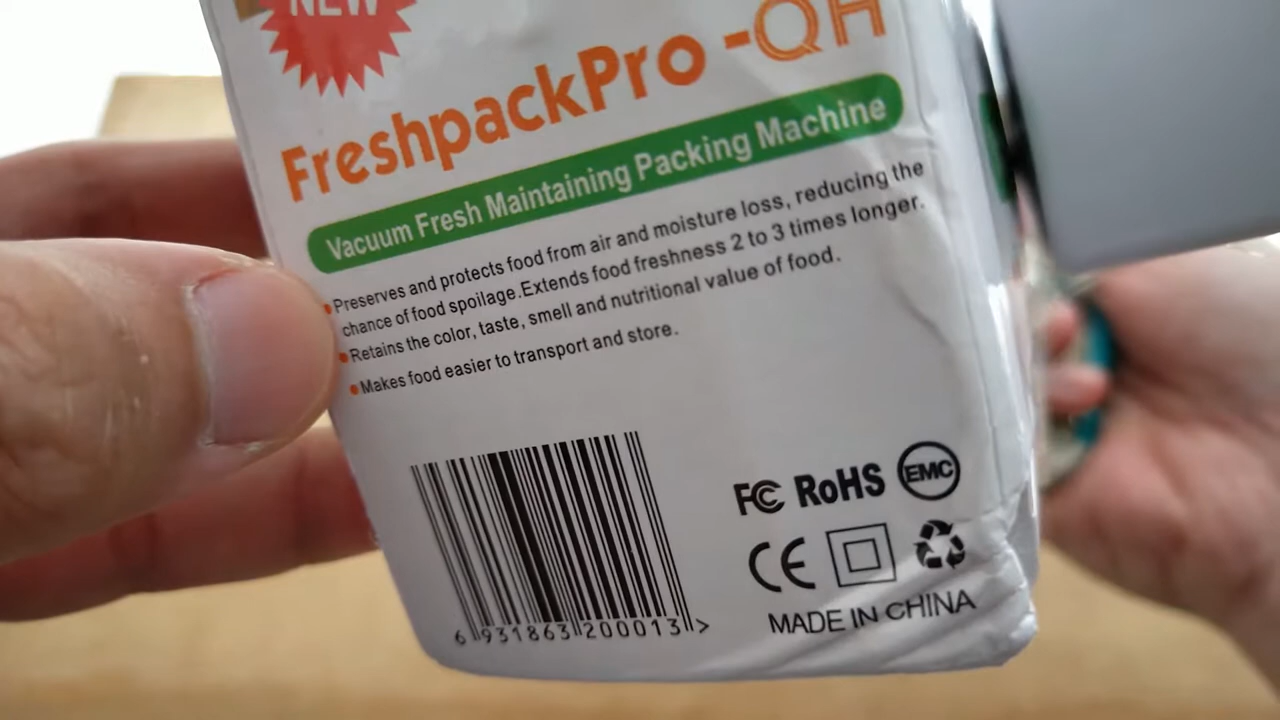 NEW
FreshpackPro -QH
Vacuum Fresh Maintaining Packing Machine
Preserves and protects food from air and moisture loss, reducing the
chance of food spoilage.Extends food freshness 2 to 3 times longer.
Retains the color, taste, smell and nutritional value of food.
Makes food easier to transport and store.
FC RoHS EMC
CE
MADE IN CHINA
6 931863 200013 >